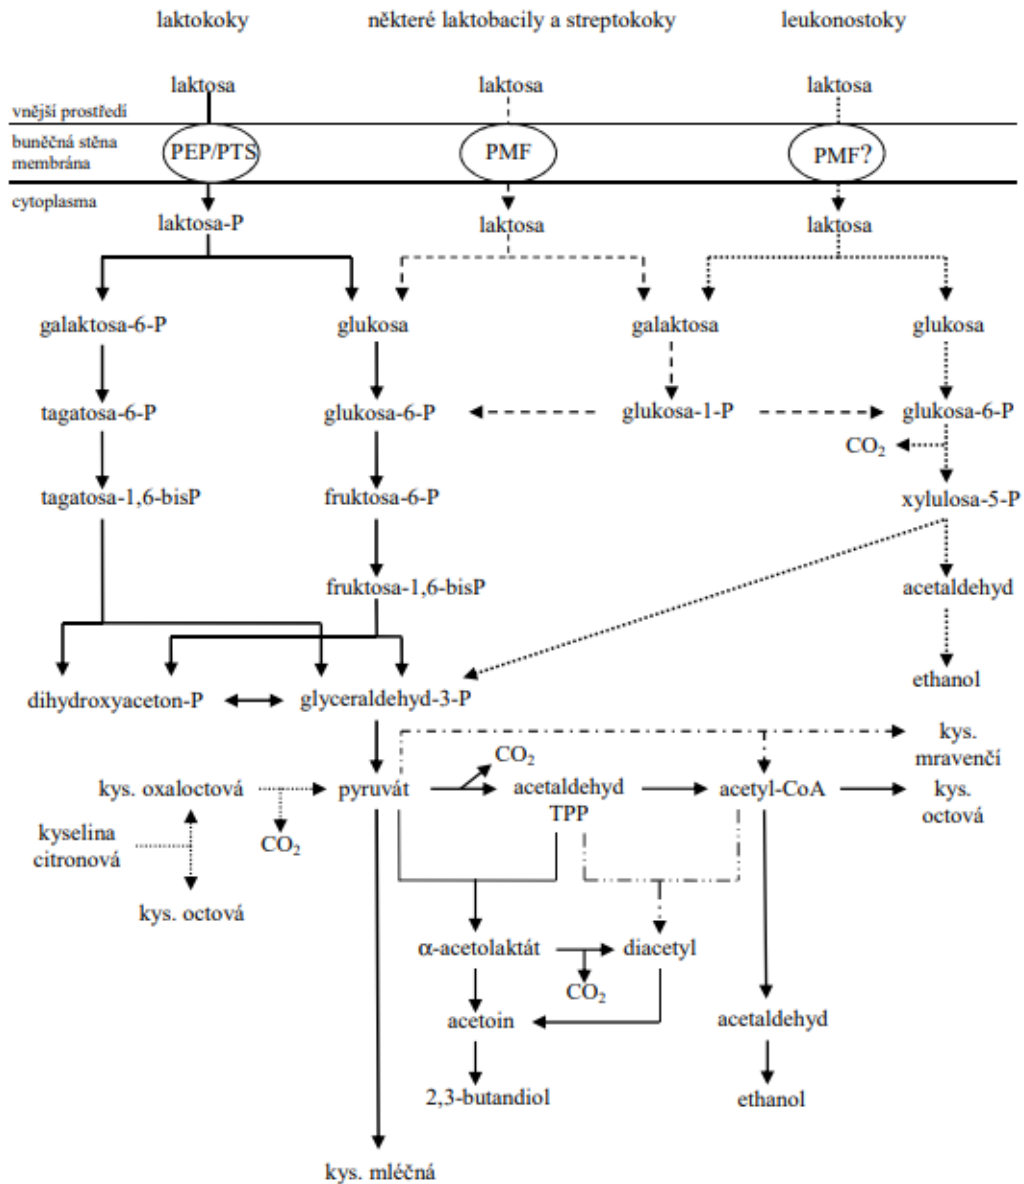 laktokoky
některé laktobacily a streptokoky
leukonostoky
laktosa
laktosa
laktosa
vnější prostředí
buněčná stěna
membrána
PEP/PTS
PMF
PMF?
cytoplasma
laktosa-P
laktosa
laktosa
galaktosa-6-P
glukosa
galaktosa
glukosa
tagatosa-6-P
glukosa-6-P
glukosa-1-P
glukosa-6-P
CO₂
tagatosa-1,6-bisP
fruktosa-6-P
xylulosa-5-P
fruktosa-1,6-bisP
acetaldehyd
dihydroxyaceton-P
glyceraldehyd-3-P
ethanol
kys.
mravenčí
CO₂
kys. oxaloctová
pyruvát
acetaldehyd
TPP
acetyl-CoA
kys.
octová
kyselina
citronová
CO₂
kys. octová
α-acetolaktát
diacetyl
CO₂
acetoin
acetaldehyd
2,3-butandiol
ethanol
kys. mléčná